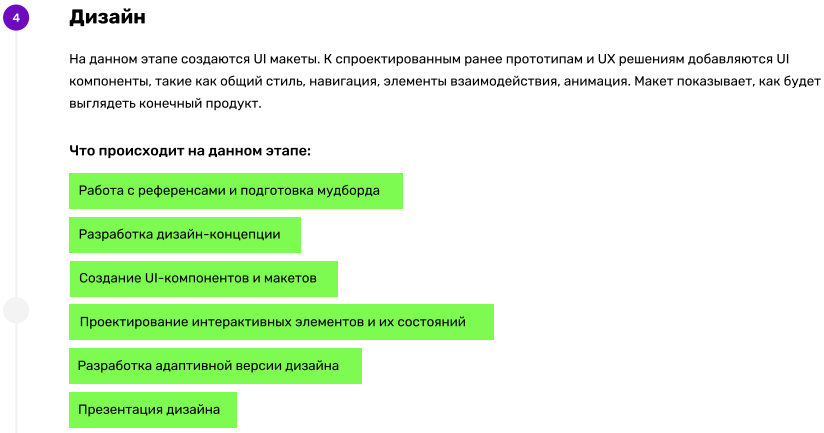 4
Дизайн
На данном этапе создаются UI макеты. К спроектированным ранее прототипам и UX решениям добавляются UI
компоненты, такие как общий стиль, навигация, элементы взаимодействия, анимация. Макет показывает, как будет
выглядеть конечный продукт.
Что происходит на данном этапе:
Работа с референсами и подготовка мудборда
Разработка дизайн-концепции
Создание UI-компонентов и макетов
Проектирование интерактивных элементов и их состояний
Разработка адаптивной версии дизайна
Презентация дизайна